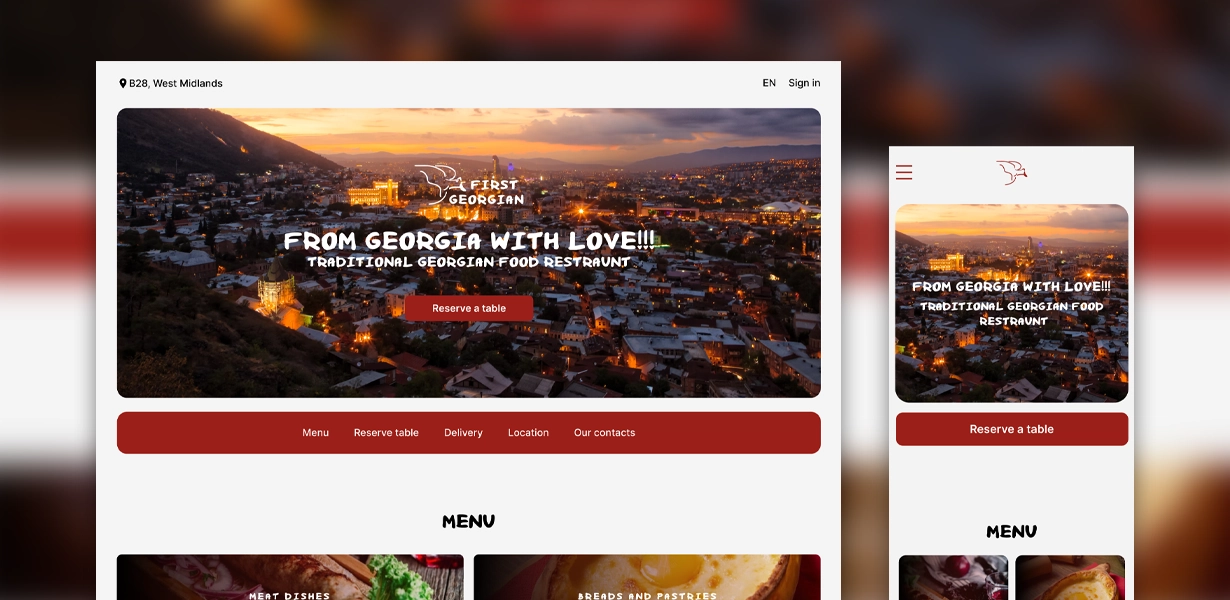 B28, West Midlands
EN Sign in
FIRST
GEORGIAN
FROM GEORGIA WITH LOVE!!!
TRADITIONAL GEORGIAN FOOD RESTRAUNT
Reserve a table
Menu Reserve table Delivery Location Our contacts
MENU
MEAT DISHES
BREADS AND PASTRIES
FROM GEORGIA WITH LOVE!!!
TRADITIONAL GEORGIAN FOOD
RESTRAUNT
Reserve a table
MENU